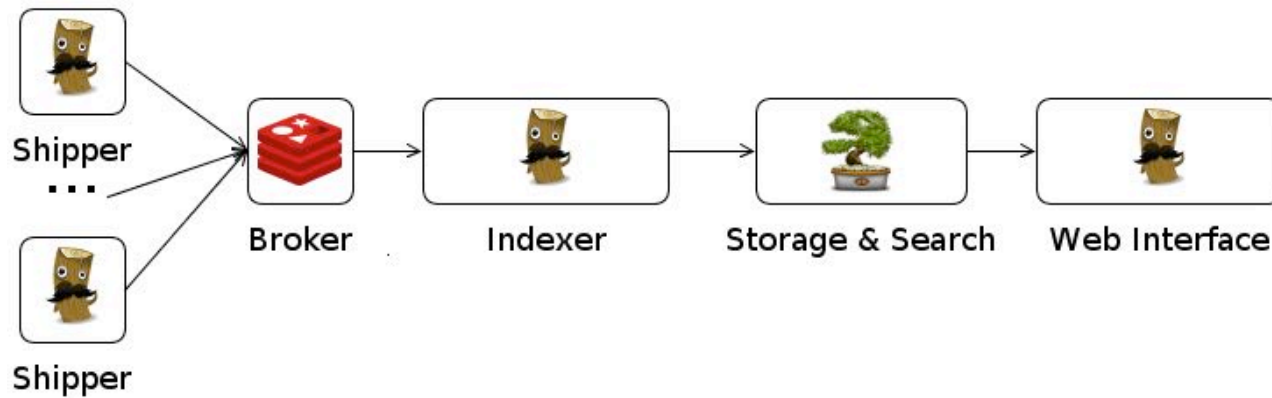 Shipper
...
Shipper
Broker
Indexer
Storage & Search
Web Interface